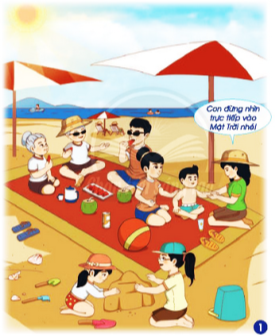 Con đừng nhìn
trực tiếp vào
Mặt Trời nhé!
1